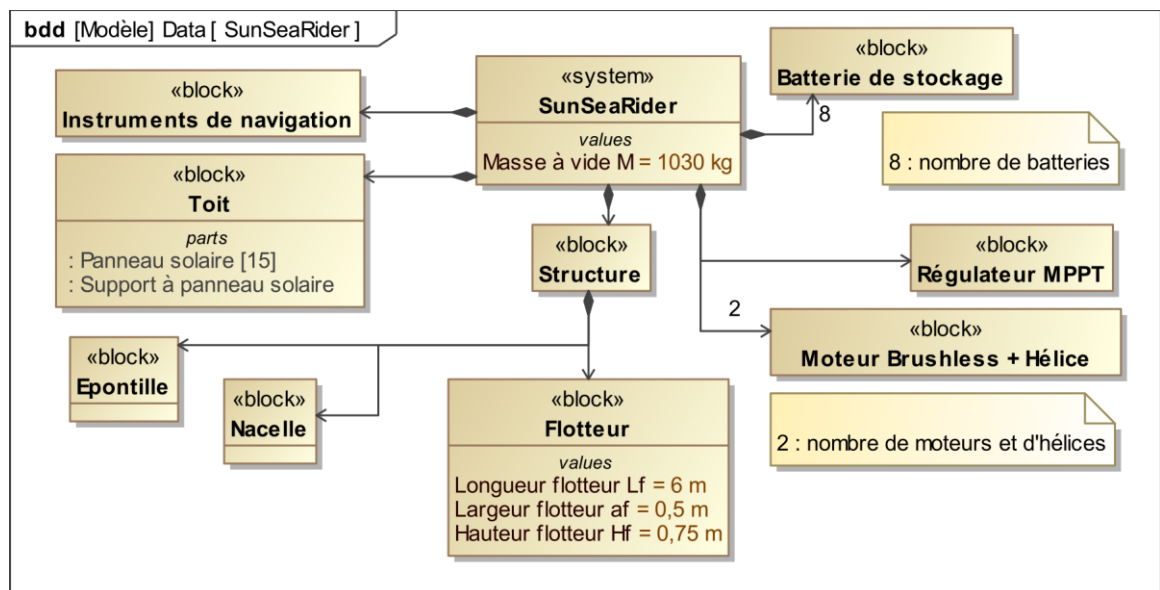 bdd [Modèle] Data [ SunSeaRider ]
«block»
Instruments de navigation
«system»
SunSeaRider
values
Masse à vide M = 1030 kg
«block»
Batterie de stockage
8
8 : nombre de batteries
«block»
Toit
parts
: Panneau solaire [15]
: Support à panneau solaire
«block»
Structure
«block»
Régulateur MPPT
2
«block»
Moteur Brushless + Hélice
2 : nombre de moteurs et d'hélices
«block»
Epontille
«block»
Nacelle
«block»
Flotteur
values
Longueur flotteur Lf = 6 m
Largeur flotteur af = 0,5 m
Hauteur flotteur Hf = 0,75 m